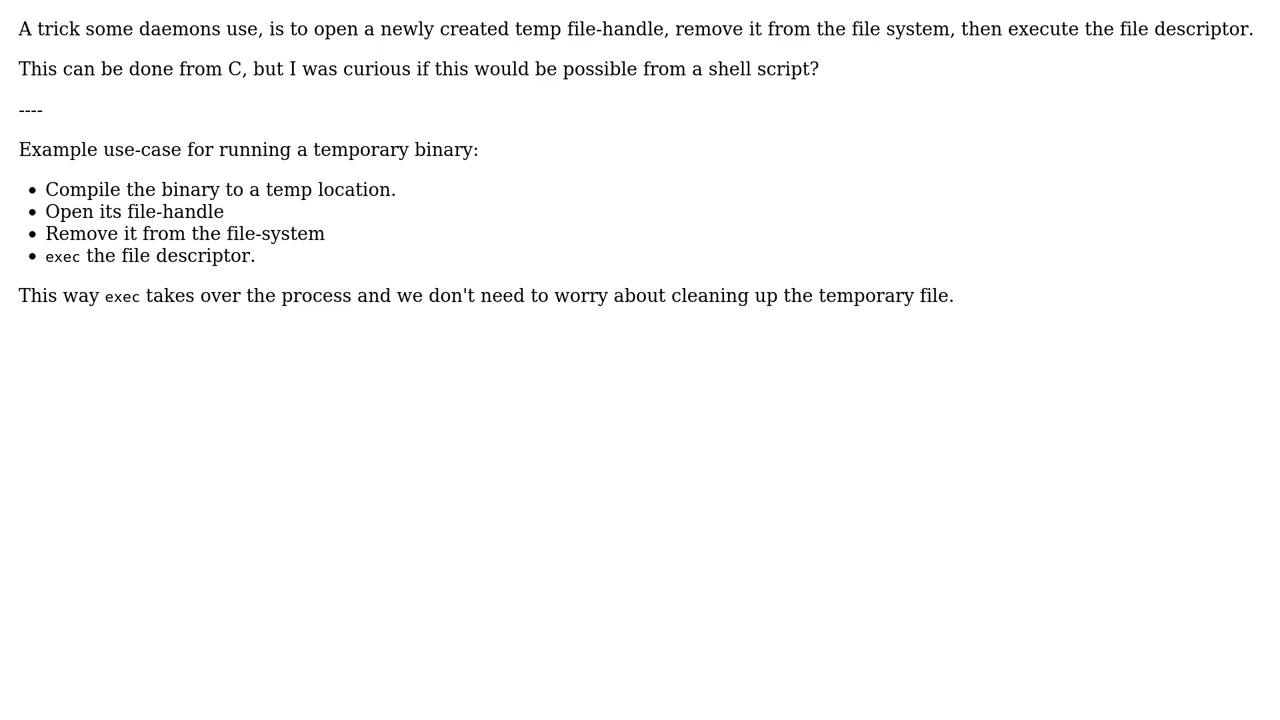 A trick some daemons use, is to open a newly created temp file-handle, remove it from the file system, then execute the file descriptor.
This can be done from C, but I was curious if this would be possible from a shell script?
----
Example use-case for running a temporary binary:
• Compile the binary to a temp location.
• Open its file-handle
• Remove it from the file-system
• exec the file descriptor.
This way exec takes over the process and we don't need to worry about cleaning up the temporary file.